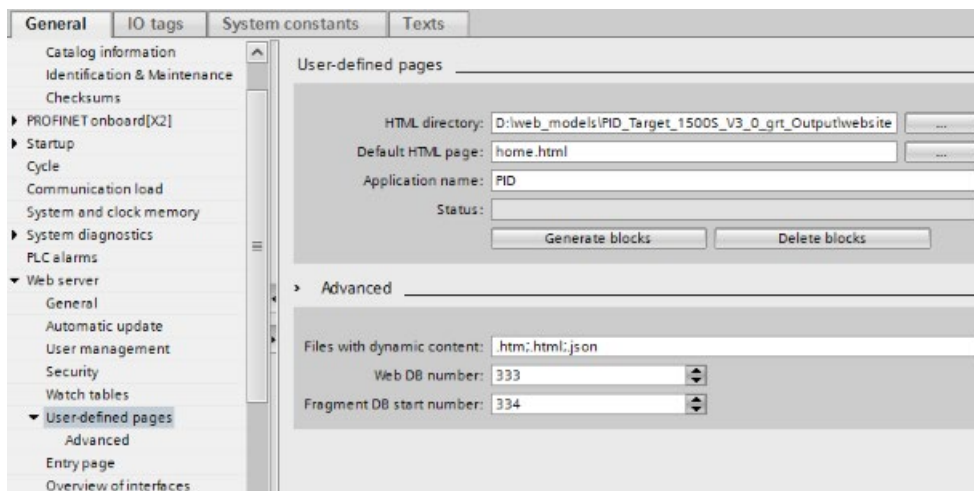 General IO tags System constants Texts
Catalog information
Identification & Maintenance
Checksums
PROFINET onboard[X2]
Startup
Cycle
Communication load
System and clock memory
System diagnostics
PLC alarms
Web server
General
Automatic update
User management
Security
Watch tables
User-defined pages
Advanced
Entry page
Overview of interfaces
User-defined pages
HTML directory: D:\web_models\PID_Target_1500S_V3_0_grt_Output\website ...
Default HTML page: home.html ...
Application name: PID
Status:
Generate blocks Delete blocks
Advanced
Files with dynamic content: .htm;.html;.json
Web DB number: 333
Fragment DB start number: 334